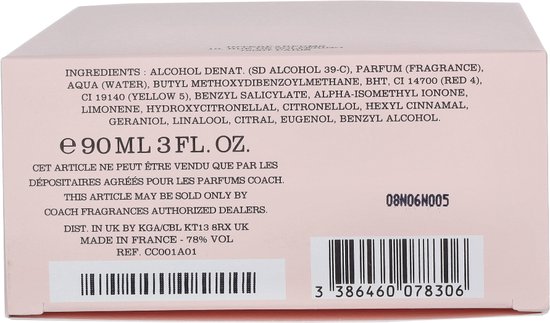 INGREDIENTS : ALCOHOL DENAT. (SD ALCOHOL 39-C), PARFUM (FRAGRANCE),
AQUA (WATER), BUTYL METHOXYDIBENZOYLMETHANE, BHT, CI 14700 (RED 4),
CI 19140 (YELLOW 5), BENZYL SALICYLATE, ALPHA-ISOMETHYL IONONE,
LIMONENE, HYDROXYCITRONELLAL, CITRONELLOL, HEXYL CINNAMAL,
GERANIOL, LINALOOL, CITRAL, EUGENOL, BENZYL ALCOHOL.
℮ 90 ML 3 FL. OZ.
CET ARTICLE NE PEUT ÊTRE VENDU QUE PAR LES
DÉPOSITAIRES AGRÉÉS POUR LES PARFUMS COACH.
THIS ARTICLE MAY BE SOLD ONLY BY
COACH FRAGRANCES AUTHORIZED DEALERS.
08N06N005
DIST. IN UK BY KGA/CBL KT13 8RX UK
MADE IN FRANCE - 78% VOL
REF. CC001A01
3 386460 078306